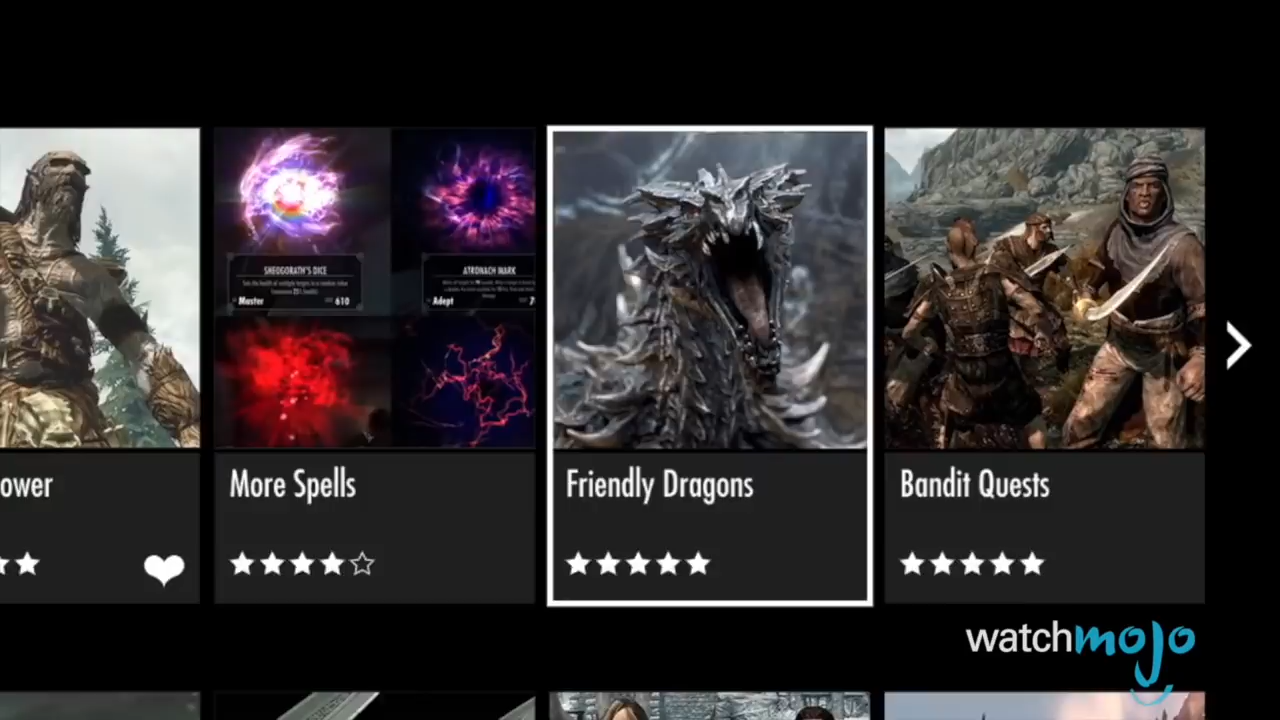 SHEOGORATH'S DICE
Master
610
ATRONACH MARK
Adept
ower
More Spells
Friendly Dragons
Bandit Quests
watchmojo